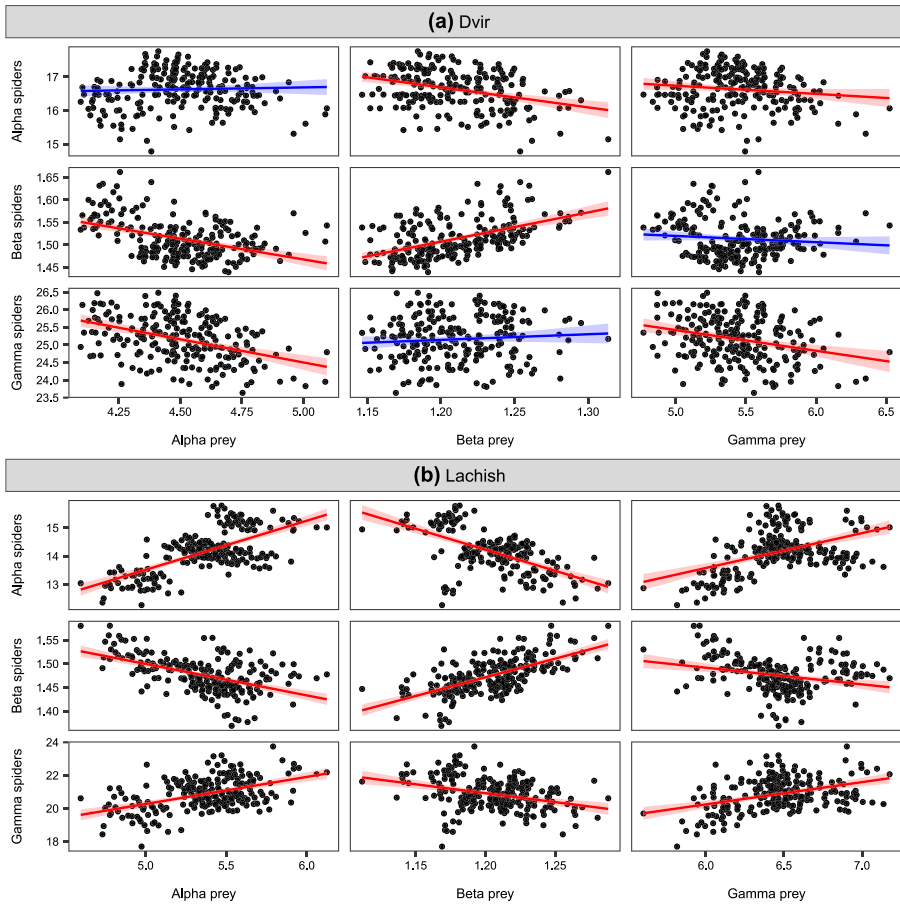 (a) Dvir
Alpha spiders
17
16
15
Beta spiders
1.65
1.60
1.55
1.50
1.45
Gamma spiders
26.5
26.0
25.5
25.0
24.5
24.0
23.5
4.25 4.50 4.75 5.00
1.15 1.20 1.25 1.30
5.0 5.5 6.0 6.5
Alpha prey Beta prey Gamma prey
(b) Lachish
Alpha spiders
15
14
13
Beta spiders
1,55
1.50
1.45
1,40
Gamma spiders
24
22
20
18
5.0 5.5 6.0
1.15 1.20 1.25
6.0 6.5 7.0
Alpha prey Beta prey Gamma prey